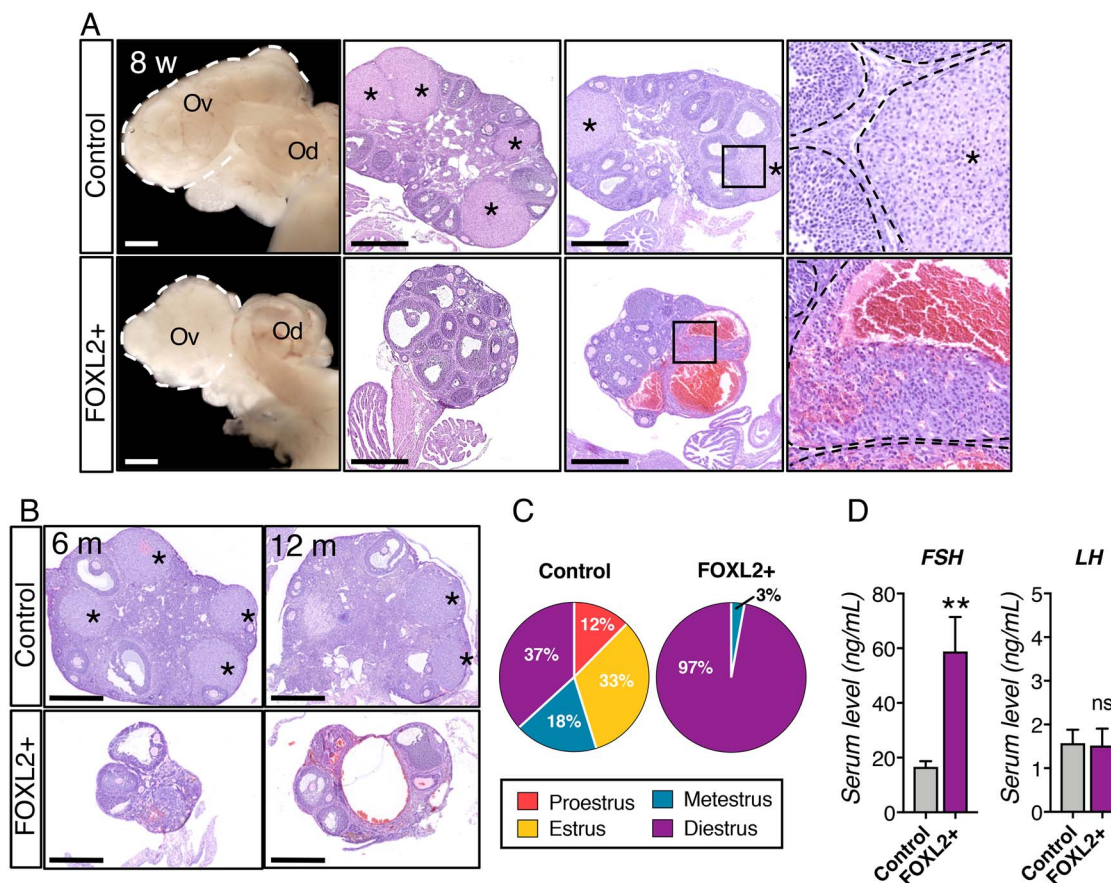 A
Control
8 w
Ov
Od
*
*
*
*
*
*
*
FOXL2+
Ov
Od
B
Control
6 m
*
*
*
12 m
*
*
FOXL2+
C
Control
12%
33%
18%
37%
FOXL2+
3%
97%
Proestrus
Metestrus
Estrus
Diestrus
D
FSH
Serum level (ng/mL)
80
60
40
20
0
**
Control
FOXL2+
LH
Serum level (ng/mL)
5
4
3
2
1
0
ns
Control
FOXL2+